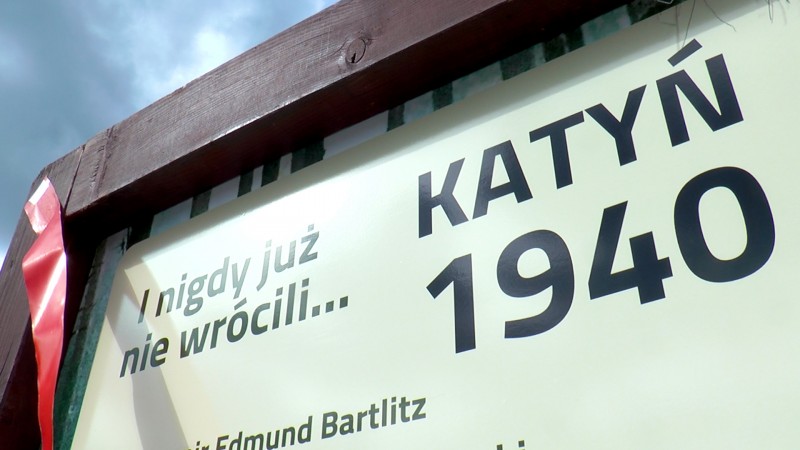 KATYŃ
1940
I nigdy już
nie wrócili...
Edmund Bartlitz